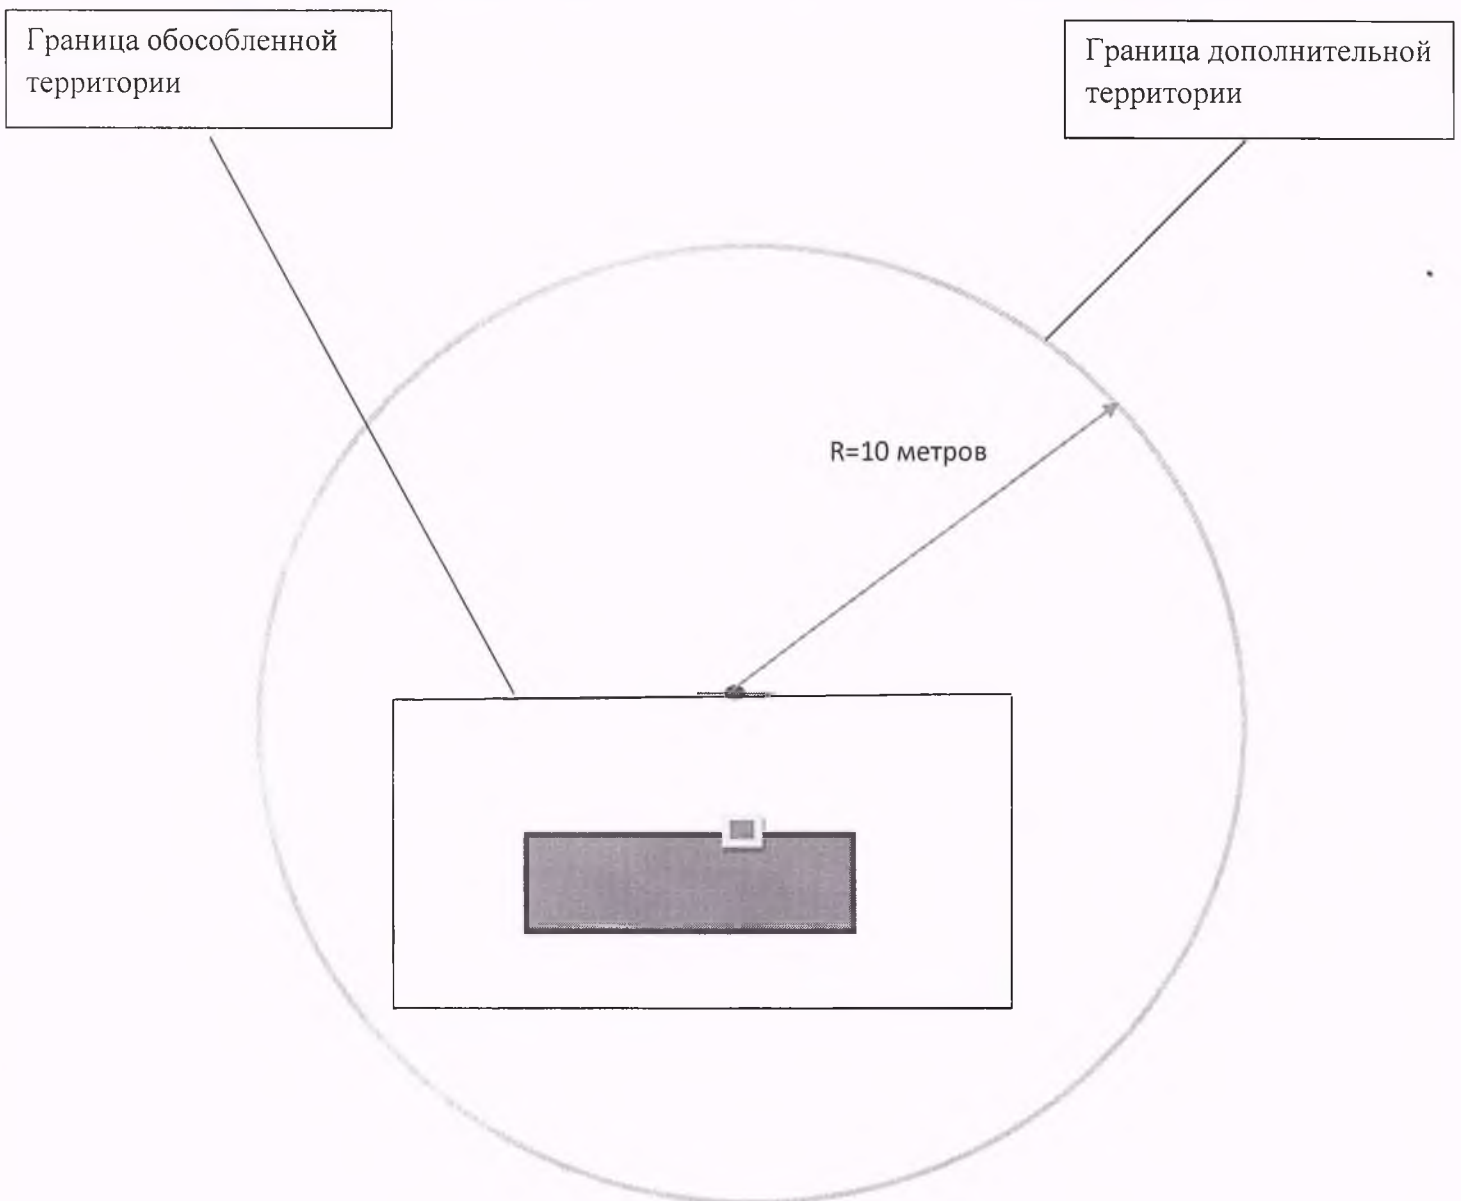 Граница обособленной
территории
Граница дополнительной
территории
R=10 метров